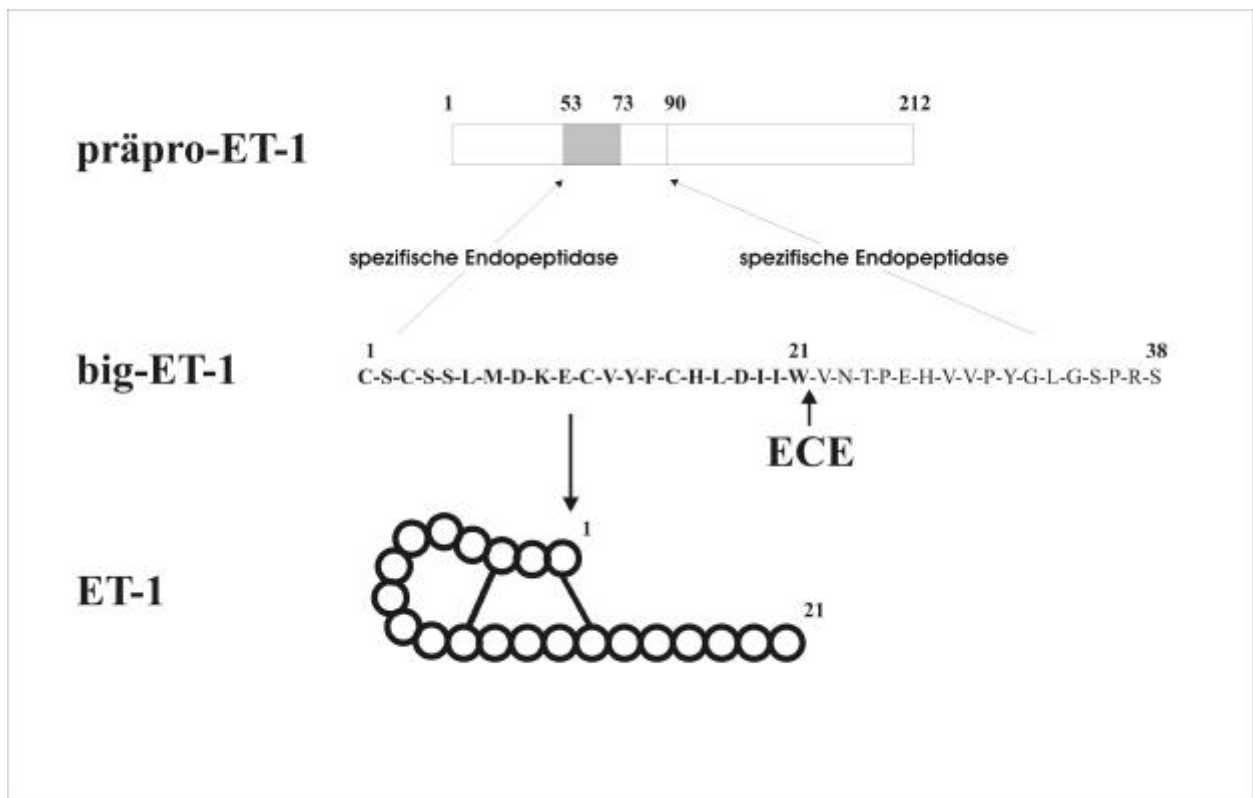 1 53 73 90 212
präpro-ET-1
spezifische Endopeptidase spezifische Endopeptidase
1 21 38
big-ET-1
C-S-C-S-S-L-M-D-K-E-C-V-Y-F-C-H-L-D-I-I-W-V-N-T-P-E-H-V-V-P-Y-G-L-G-S-P-R-S
ECE
1
ET-1
21